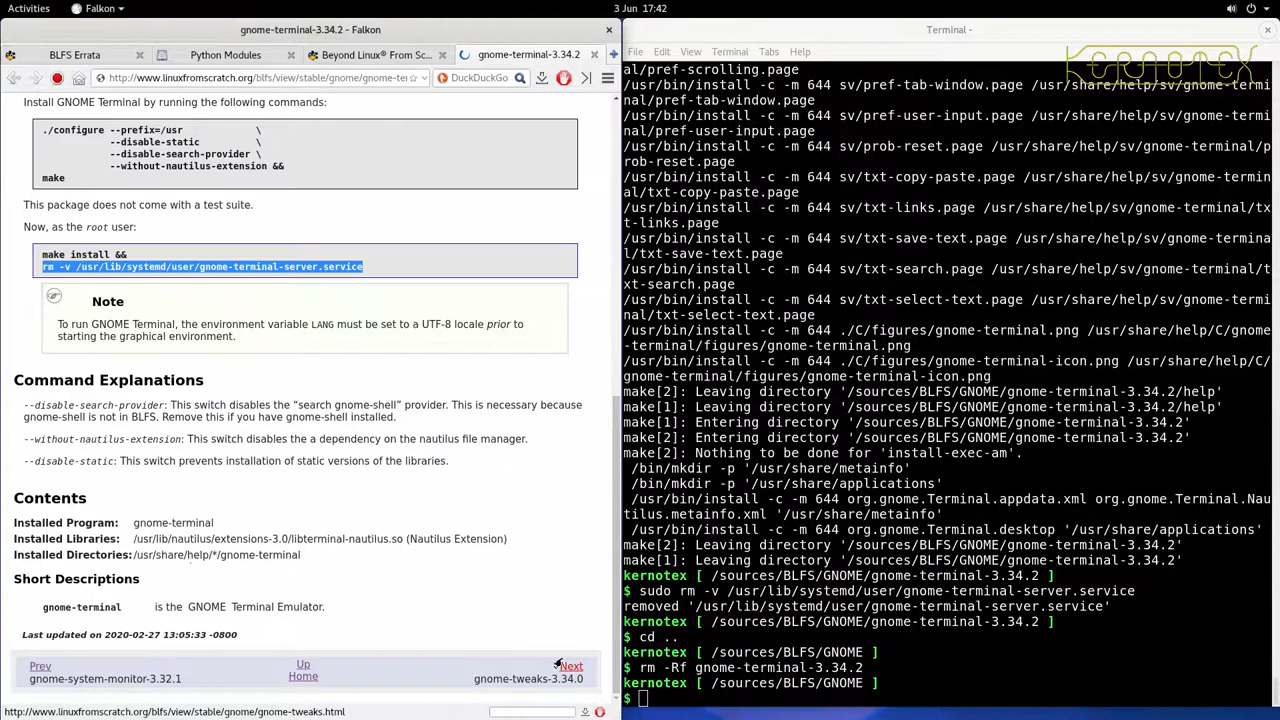 Activities
Falkon
3 Jun 17:42
gnome-terminal-3.34.2 - Falkon
BLFS Errata
Python Modules
Beyond Linux® From Sc...
gnome-terminal-3.34.2
http://www.linuxfromscratch.org/blfs/view/stable/gnome/gnome-ter
DuckDuckGo
Install GNOME Terminal by running the following commands:
./configure --prefix=/usr \
--disable-static \
--disable-search-provider \
--without-nautilus-extension &&
make
This package does not come with a test suite.
Now, as the root user:
make install &&
rm -v /usr/lib/systemd/user/gnome-terminal-server.service
Note
To run GNOME Terminal, the environment variable LANG must be set to a UTF-8 locale prior to
starting the graphical environment.
Command Explanations
--disable-search-provider: This switch disables the “search gnome-shell” provider. This is necessary because
gnome-shell is not in BLFS. Remove this if you have gnome-shell installed.
--without-nautilus-extension: This switch disables the a dependency on the nautilus file manager.
--disable-static: This switch prevents installation of static versions of the libraries.
Contents
Installed Program: gnome-terminal
Installed Libraries: /usr/lib/nautilus/extensions-3.0/libterminal-nautilus.so (Nautilus Extension)
Installed Directories: /usr/share/help/*/gnome-terminal
Short Descriptions
gnome-terminal is the GNOME Terminal Emulator.
Last updated on 2020-02-27 13:05:33 -0800
Prev Up Next
gnome-system-monitor-3.32.1 Home gnome-tweaks-3.34.0
http://www.linuxfromscratch.org/blfs/view/stable/gnome/gnome-tweaks.html
Terminal -
File Edit View Terminal Tabs Help
KERNOTEX
al/pref-scrolling.page
/usr/bin/install -c -m 644 sv/pref-tab-window.page /usr/share/help/sv/gnome-termi
nal/pref-tab-window.page
/usr/bin/install -c -m 644 sv/pref-user-input.page /usr/share/help/sv/gnome-termi
nal/pref-user-input.page
/usr/bin/install -c -m 644 sv/prob-reset.page /usr/share/help/sv/gnome-terminal/p
rob-reset.page
/usr/bin/install -c -m 644 sv/txt-copy-paste.page /usr/share/help/sv/gnome-termin
al/txt-copy-paste.page
/usr/bin/install -c -m 644 sv/txt-links.page /usr/share/help/sv/gnome-terminal/tx
t-links.page
/usr/bin/install -c -m 644 sv/txt-save-text.page /usr/share/help/sv/gnome-termina
l/txt-save-text.page
/usr/bin/install -c -m 644 sv/txt-search.page /usr/share/help/sv/gnome-terminal/t
xt-search.page
/usr/bin/install -c -m 644 sv/txt-select-text.page /usr/share/help/sv/gnome-termi
nal/txt-select-text.page
/usr/bin/install -c -m 644 ./C/figures/gnome-terminal.png /usr/share/help/C/gnome
-terminal/figures/gnome-terminal.png
/usr/bin/install -c -m 644 ./C/figures/gnome-terminal-icon.png /usr/share/help/C/
gnome-terminal/figures/gnome-terminal-icon.png
make[2]: Leaving directory '/sources/BLFS/GNOME/gnome-terminal-3.34.2/help'
make[1]: Leaving directory '/sources/BLFS/GNOME/gnome-terminal-3.34.2/help'
make[1]: Entering directory '/sources/BLFS/GNOME/gnome-terminal-3.34.2'
make[2]: Entering directory '/sources/BLFS/GNOME/gnome-terminal-3.34.2'
make[2]: Nothing to be done for 'install-exec-am'.
/bin/mkdir -p '/usr/share/metainfo'
/bin/mkdir -p '/usr/share/applications'
/usr/bin/install -c -m 644 org.gnome.Terminal.appdata.xml org.gnome.Terminal.Nau
tilus.metainfo.xml '/usr/share/metainfo'
/usr/bin/install -c -m 644 org.gnome.Terminal.desktop '/usr/share/applications'
make[2]: Leaving directory '/sources/BLFS/GNOME/gnome-terminal-3.34.2'
make[1]: Leaving directory '/sources/BLFS/GNOME/gnome-terminal-3.34.2'
kernotex [ /sources/BLFS/GNOME/gnome-terminal-3.34.2 ]
$ sudo rm -v /usr/lib/systemd/user/gnome-terminal-server.service
removed '/usr/lib/systemd/user/gnome-terminal-server.service'
kernotex [ /sources/BLFS/GNOME/gnome-terminal-3.34.2 ]
$ cd ..
kernotex [ /sources/BLFS/GNOME ]
$ rm -Rf gnome-terminal-3.34.2
kernotex [ /sources/BLFS/GNOME ]
$